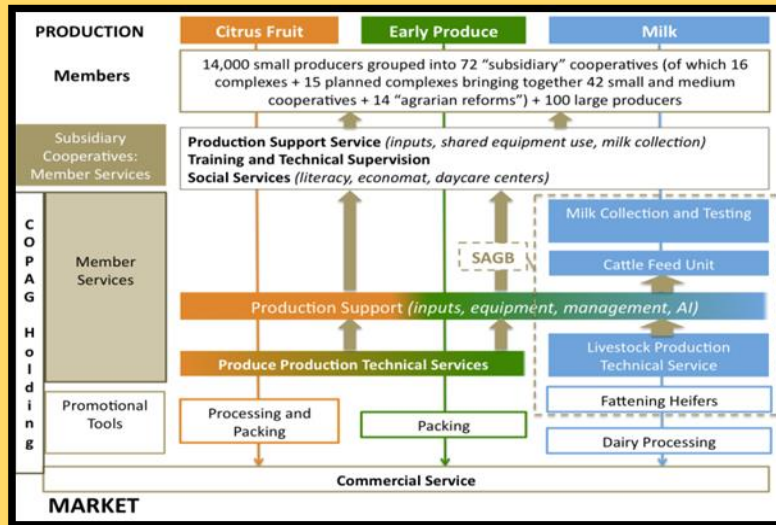 PRODUCTION
Citrus Fruit
Early Produce
Milk
Members
14,000 small producers grouped into 72 “subsidiary” cooperatives (of which 16
complexes + 15 planned complexes bringing together 42 small and medium
cooperatives + 14 “agrarian reforms”) + 100 large producers
Subsidiary
Cooperatives:
Member Services
Production Support Service (inputs, shared equipment use, milk collection)
Training and Technical Supervision
Social Services (literacy, economat, daycare centers)
COPAG Holding
Member
Services
Milk Collection and Testing
SAGB
Cattle Feed Unit
Production Support (inputs, equipment, management, AI)
Produce Production Technical Services
Livestock Production
Technical Service
Fattening Heifers
Promotional
Tools
Processing and
Packing
Packing
Dairy Processing
Commercial Service
MARKET